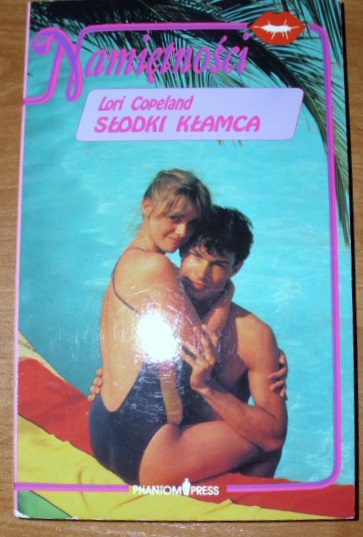 Namiętności
Lori Copeland
SŁODKI KŁAMCA
PHANTOM PRESS